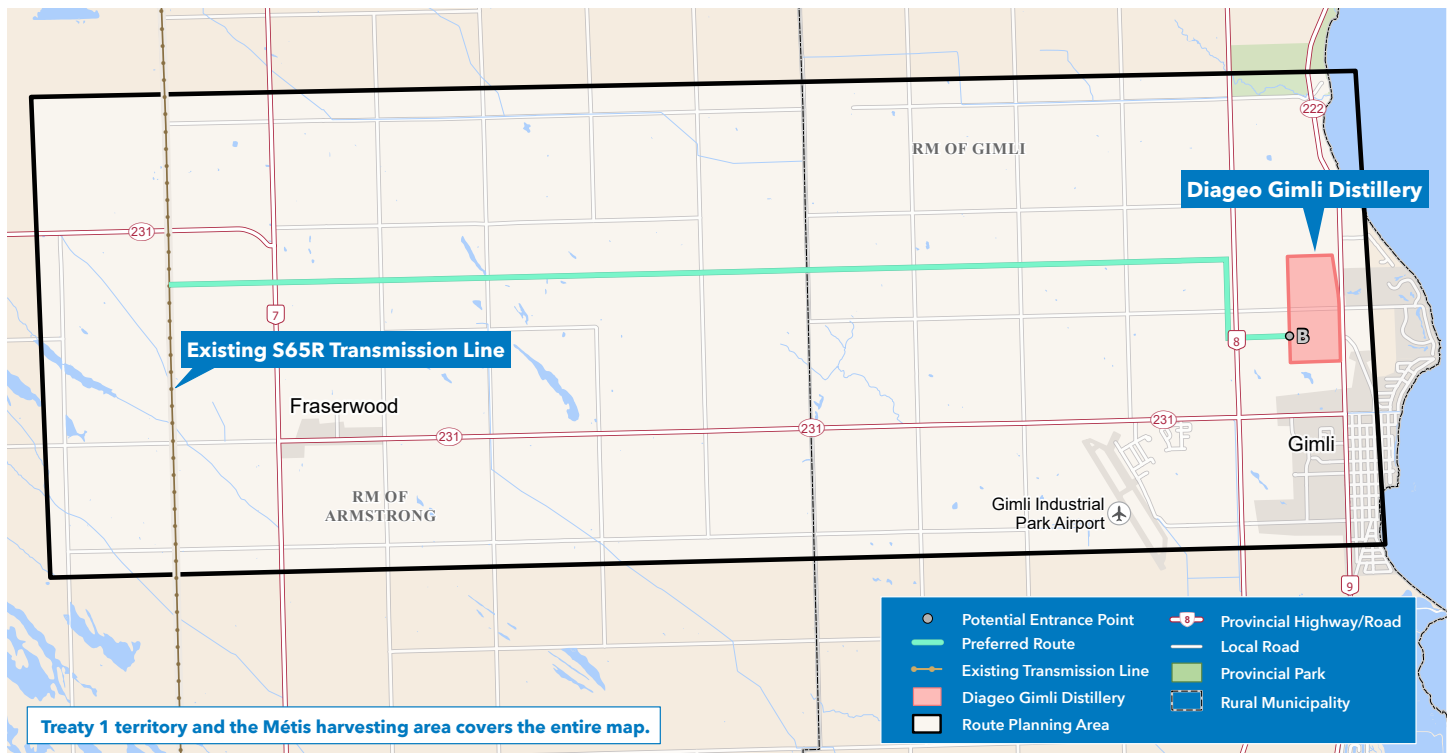 222
RM OF GIMLI
Diageo Gimli Distillery
231
7
8
B
Existing S65R Transmission Line
Fraserwood
231
231
231
Gimli
RM OF
ARMSTRONG
Gimli Industrial
Park Airport
9
Potential Entrance Point
Preferred Route
Existing Transmission Line
Diageo Gimli Distillery
Route Planning Area
8 Provincial Highway/Road
Local Road
Provincial Park
Rural Municipality
Treaty 1 territory and the Métis harvesting area covers the entire map.